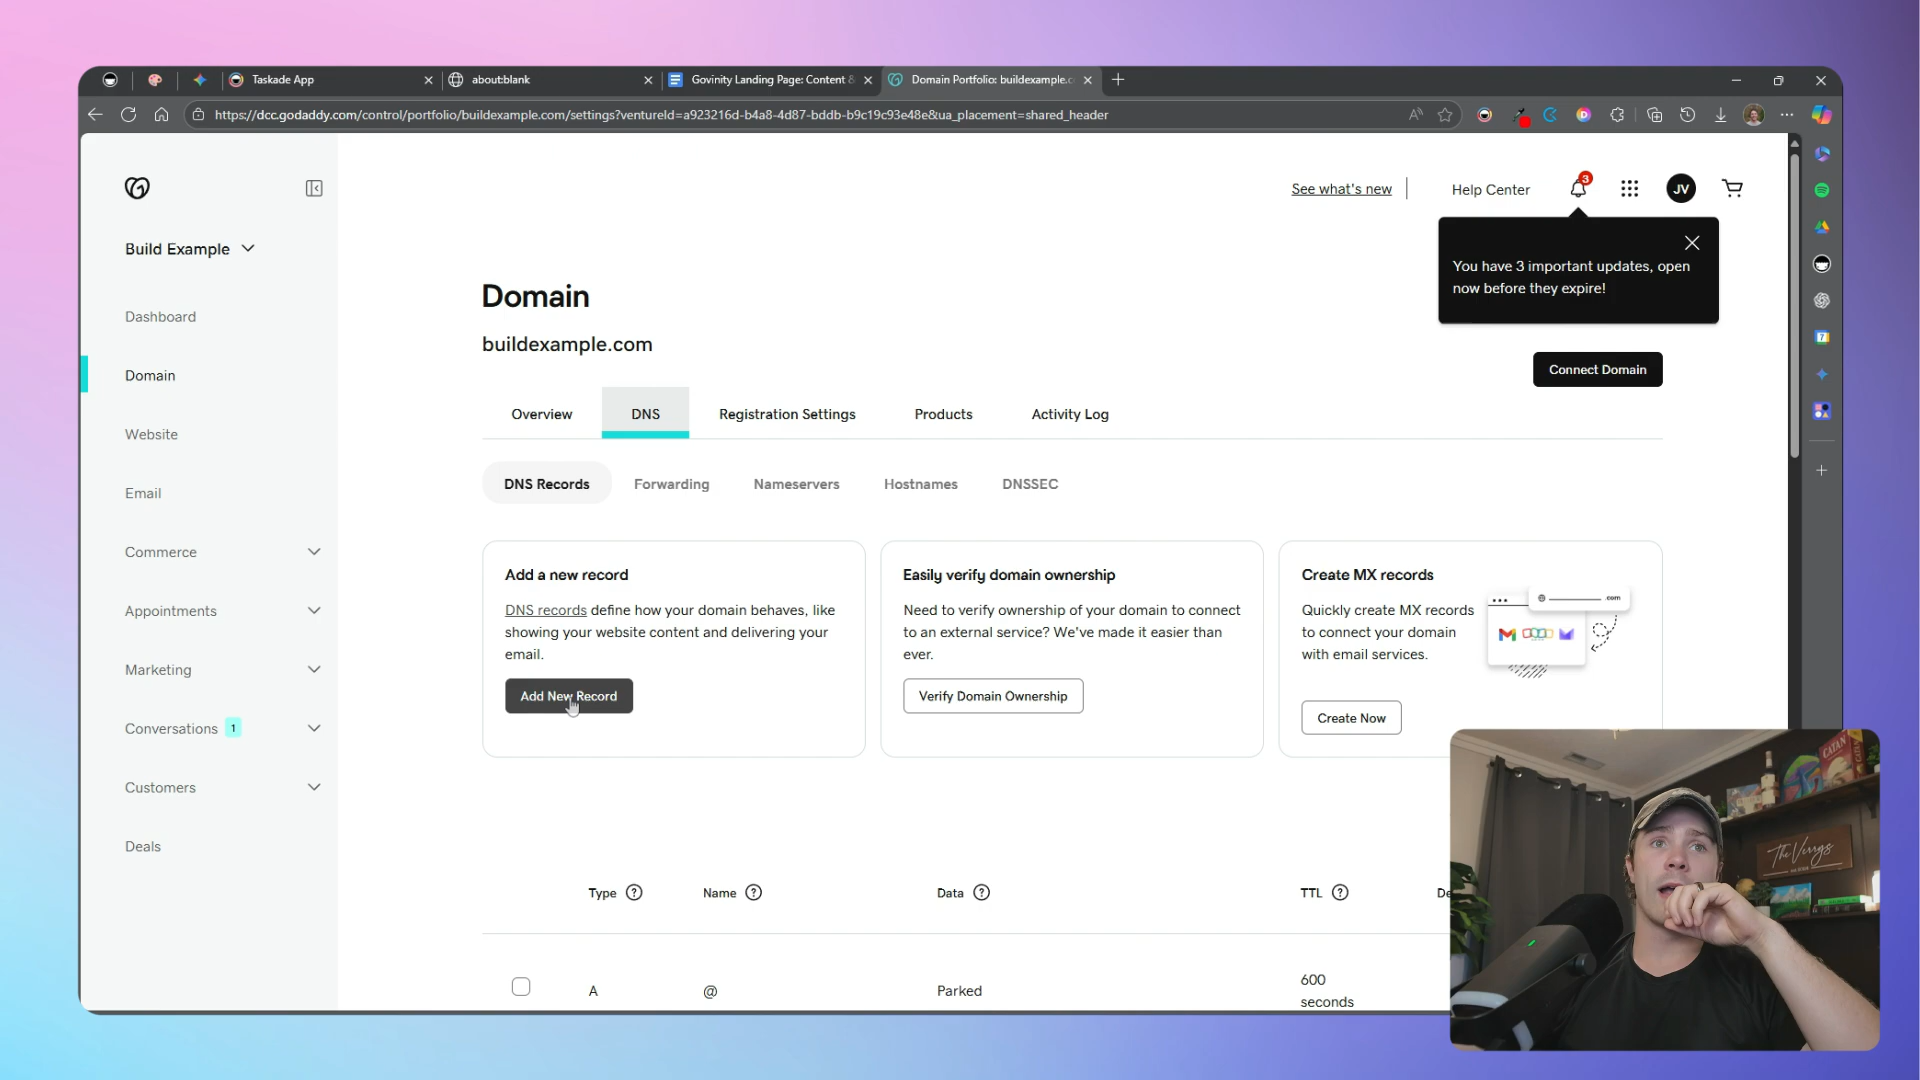 Taskade App
about:blank
Govinity Landing Page: Content &
Domain Portfolio: buildexample.c
https://dcc.godaddy.com/control/portfolio/buildexample.com/settings?ventureId=a923216d-b4a8-4d87-bddb-b9c19c93e48e&ua_placement=shared_header
See what's new
Help Center
3
JV
You have 3 important updates, open
now before they expire!
Build Example
Dashboard
Domain
Website
Email
Commerce
Appointments
Marketing
Conversations 1
Customers
Deals
Domain
buildexample.com
Connect Domain
Overview
DNS
Registration Settings
Products
Activity Log
DNS Records
Forwarding
Nameservers
Hostnames
DNSSEC
Add a new record
DNS records define how your domain behaves, like
showing your website content and delivering your
email.
Add New Record
Easily verify domain ownership
Need to verify ownership of your domain to connect
to an external service? We've made it easier than
ever.
Verify Domain Ownership
Create MX records
Quickly create MX records
to connect your domain
with email services.
.com
Create Now
Type
Name
Data
TTL
De
A
@
Parked
600
seconds
CATAN
The Verrys